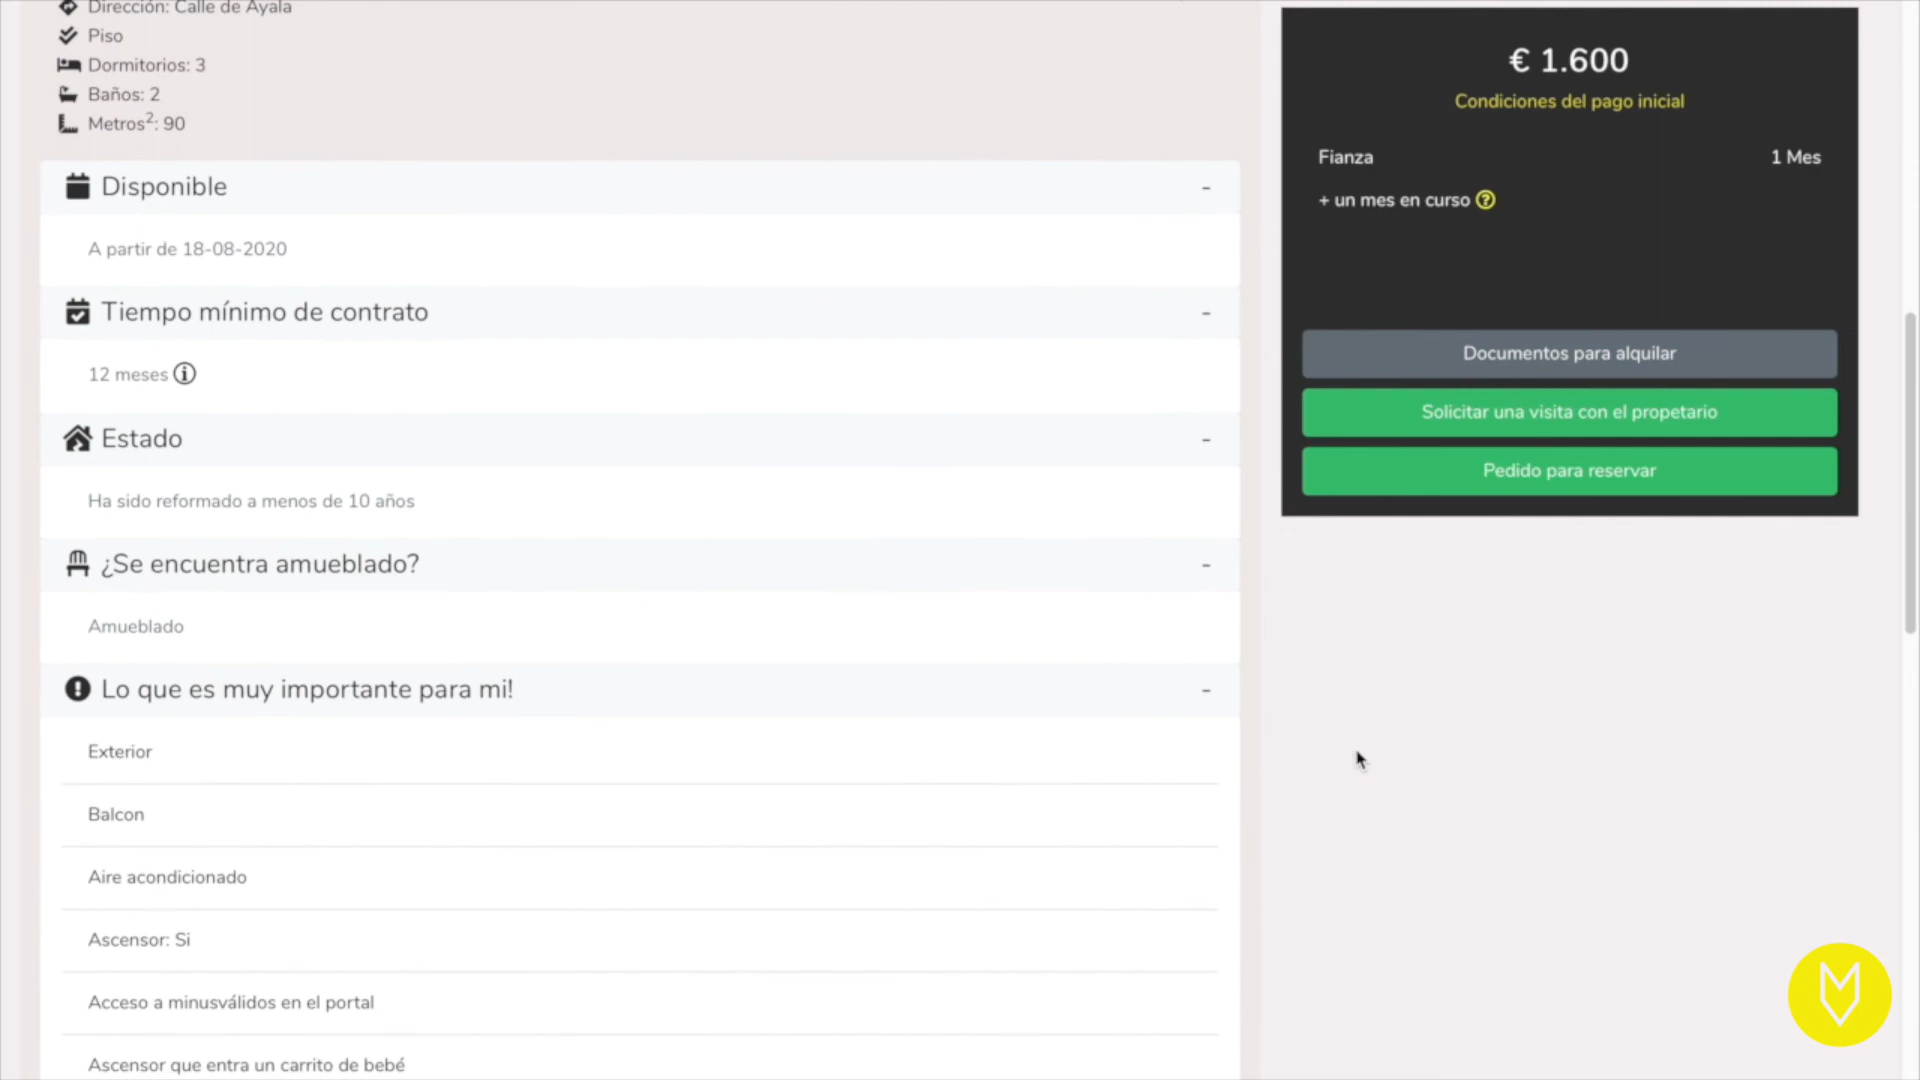 Dirección: Calle de Ayala
Piso
Dormitorios: 3
Baños: 2
Metros²: 90
Disponible
-
A partir de 18-08-2020
Tiempo mínimo de contrato
-
12 meses
Estado
-
Ha sido reformado a menos de 10 años
¿Se encuentra amueblado?
-
Amueblado
Lo que es muy importante para mi!
-
Exterior
Balcon
Aire acondicionado
Ascensor: Si
Acceso a minusválidos en el portal
Ascensor que entra un carrito de bebé
€ 1.600
Condiciones del pago inicial
Fianza 1 Mes
+ un mes en curso
Documentos para alquilar
Solicitar una visita con el propetario
Pedido para reservar